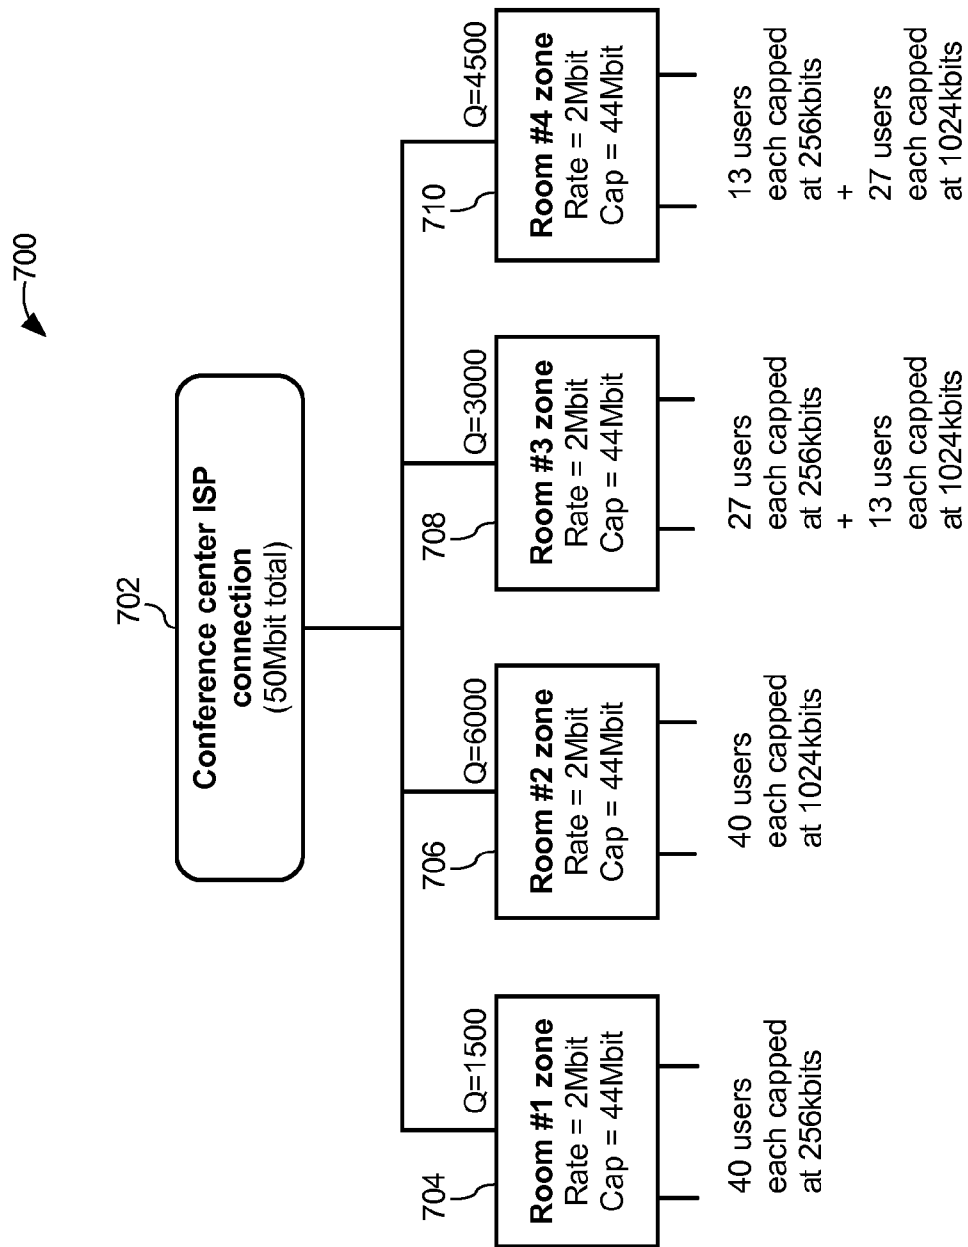 700
702
Conference center ISP
connection
(50Mbit total)
Q=1500
704
Room #1 zone
Rate = 2Mbit
Cap = 44Mbit
40 users
each capped
at 256kbits
Q=6000
706
Room #2 zone
Rate = 2Mbit
Cap = 44Mbit
40 users
each capped
at 1024kbits
Q=3000
708
Room #3 zone
Rate = 2Mbit
Cap = 44Mbit
27 users
each capped
at 256kbits
+
13 users
each capped
at 1024kbits
Q=4500
710
Room #4 zone
Rate = 2Mbit
Cap = 44Mbit
13 users
each capped
at 256kbits
+
27 users
each capped
at 1024kbits